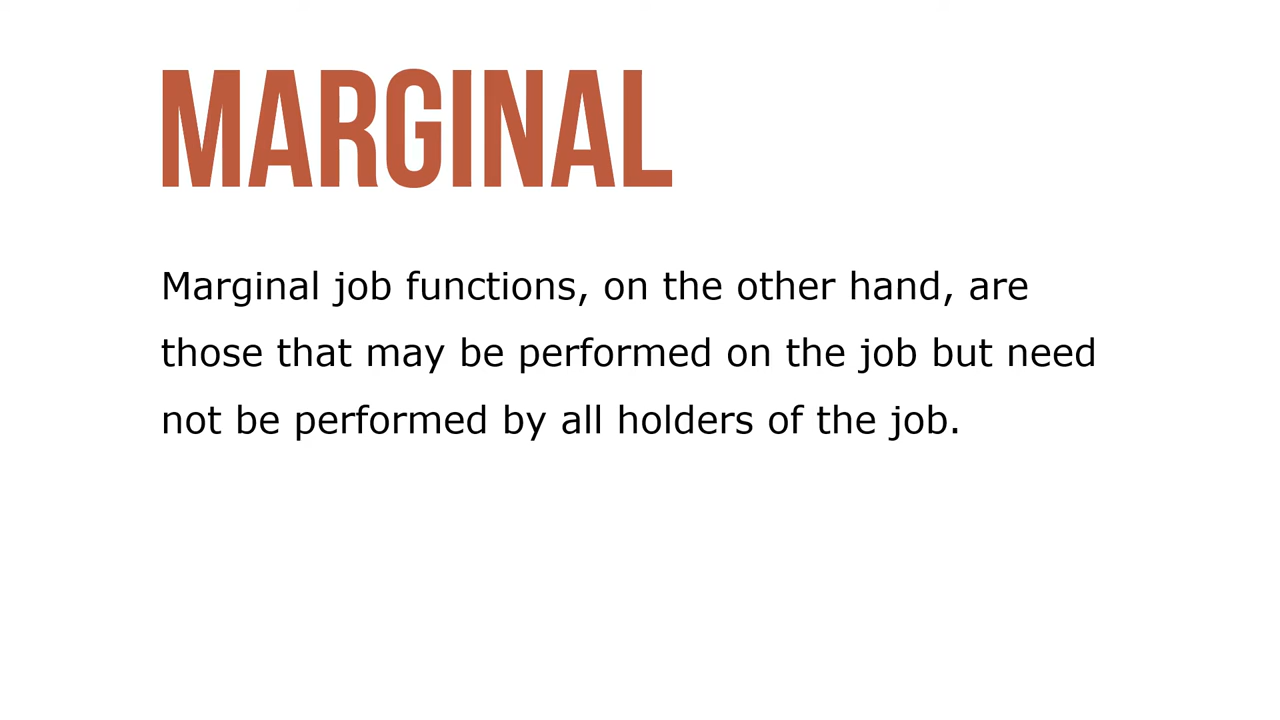 MARGINAL
Marginal job functions, on the other hand, are
those that may be performed on the job but need
not be performed by all holders of the job.